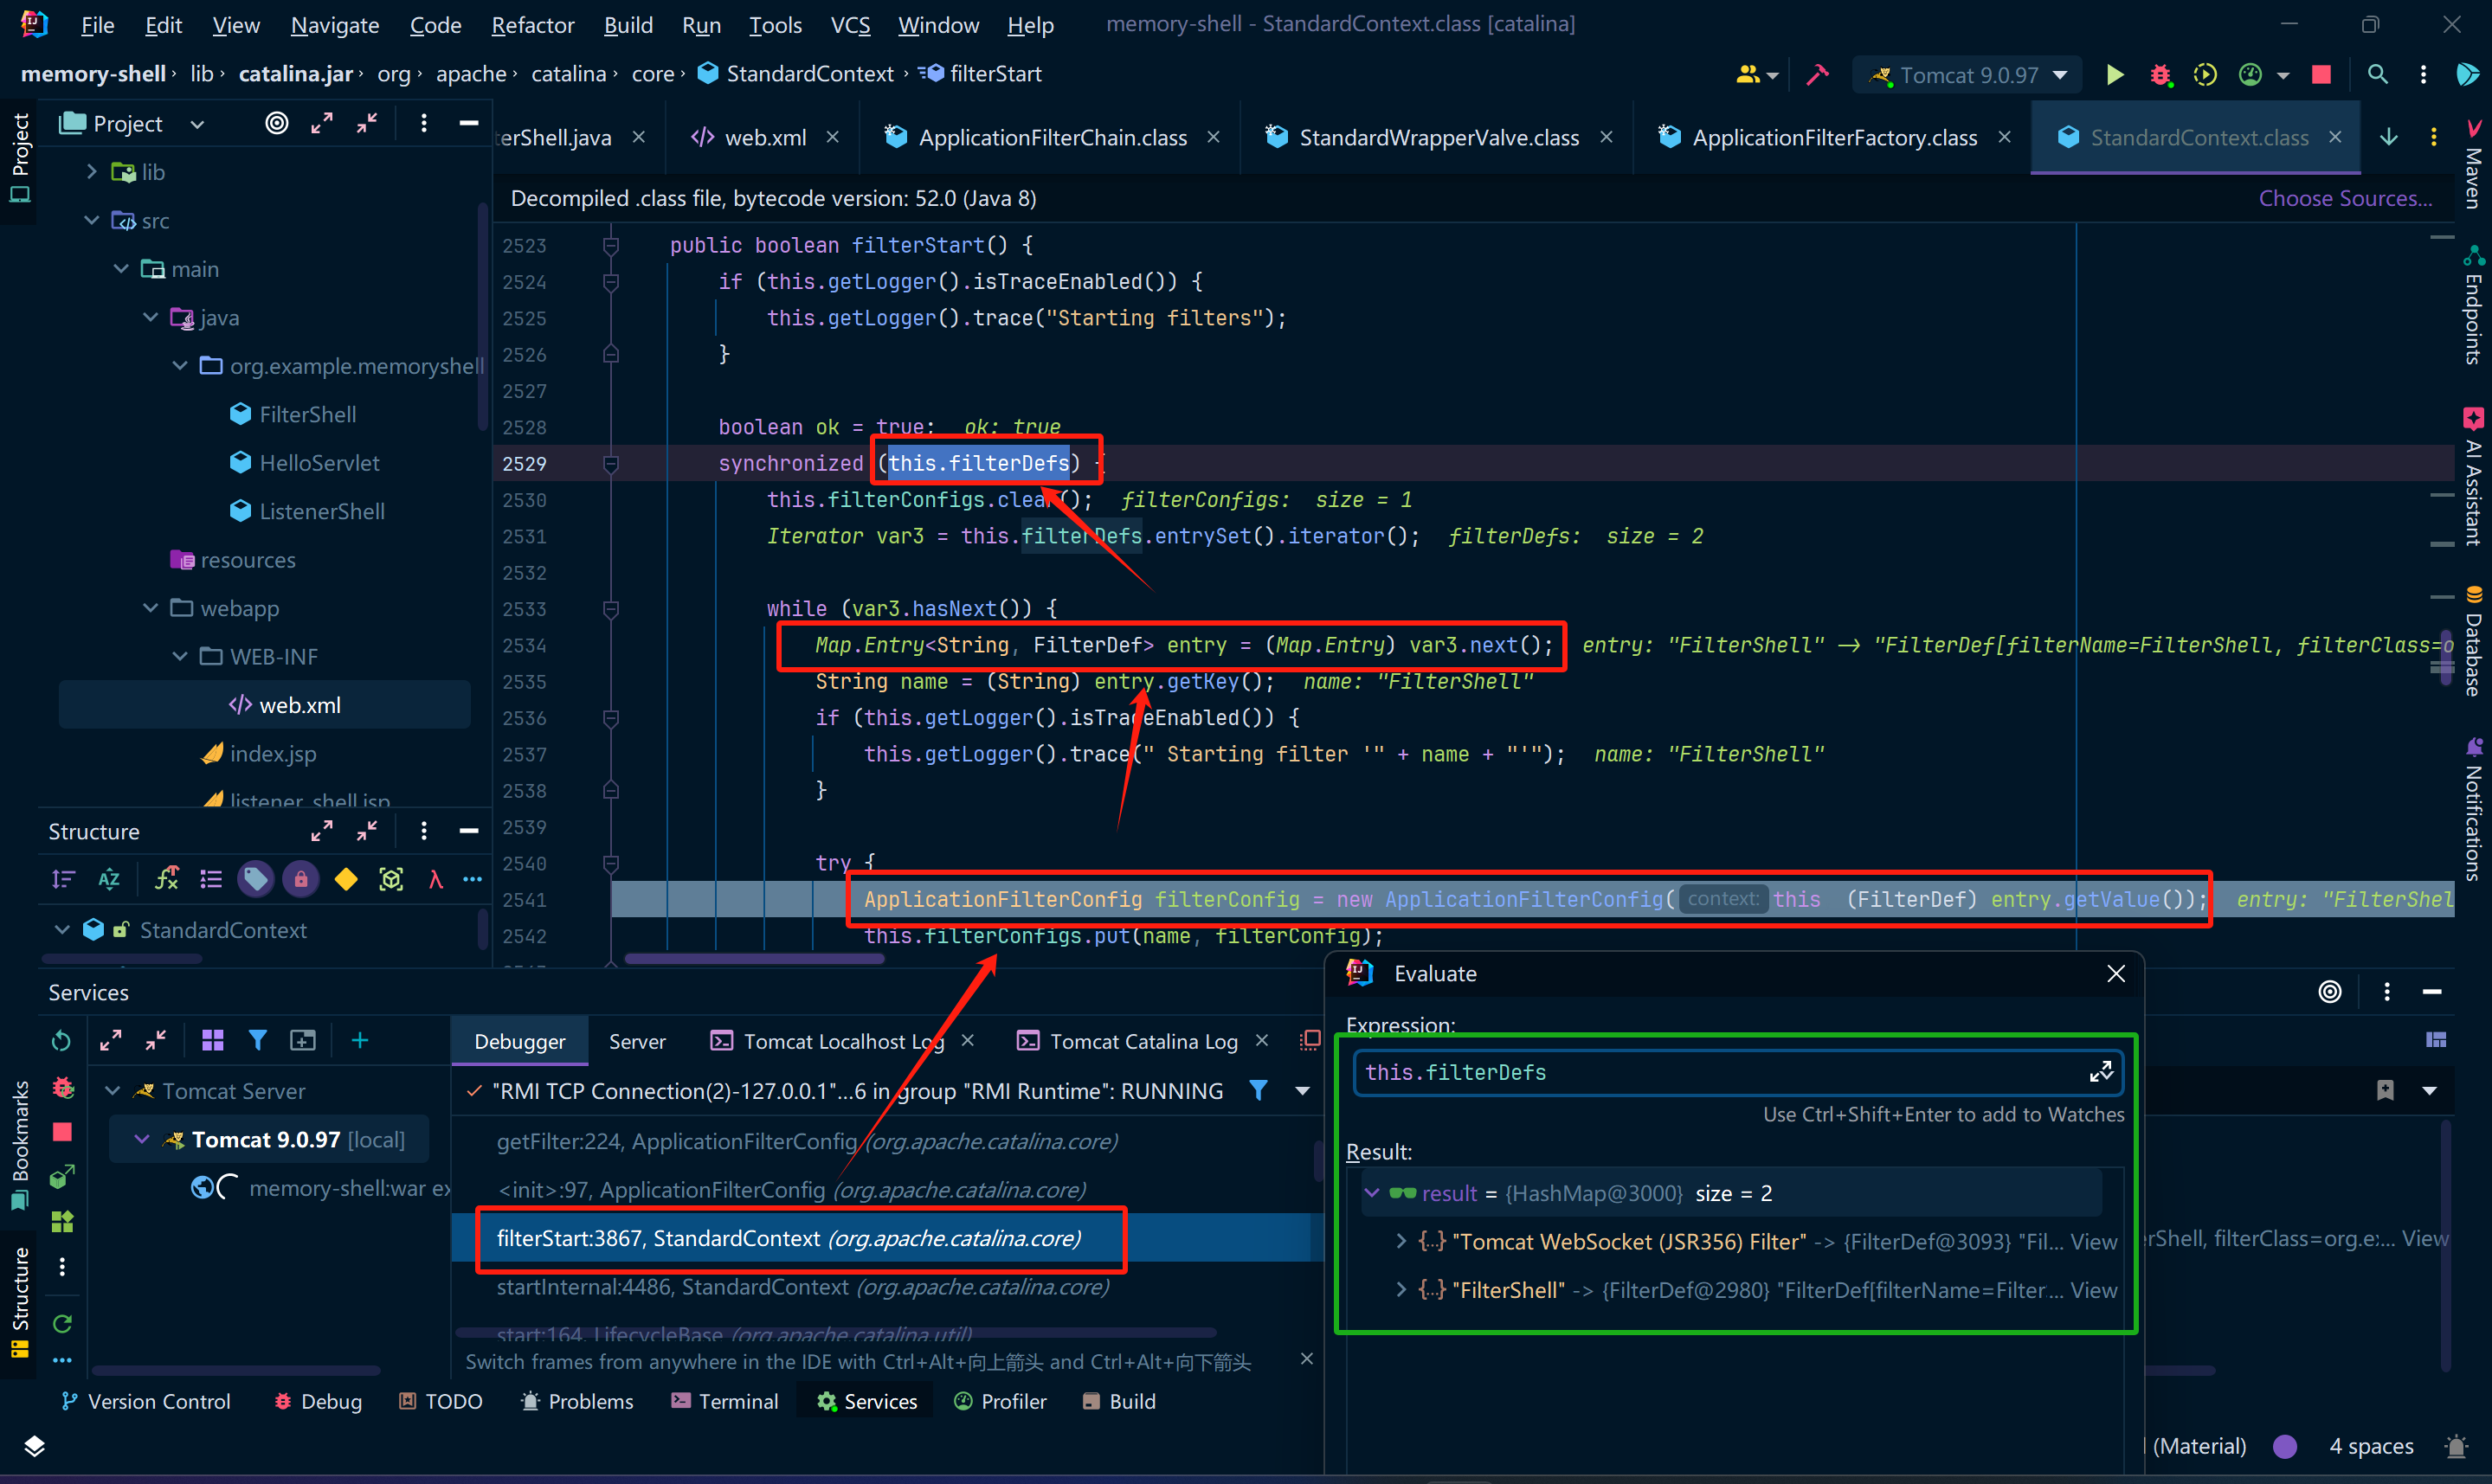 File Edit View Navigate Code Refactor Build Run Tools VCS Window Help memory-shell - StandardContext.class [catalina]
memory-shell › lib › catalina.jar › org › apache › catalina › core › StandardContext › filterStart
Tomcat 9.0.97
Project
terShell.java
web.xml
ApplicationFilterChain.class
StandardWrapperValve.class
ApplicationFilterFactory.class
StandardContext.class
Decompiled .class file, bytecode version: 52.0 (Java 8)
Choose Sources...
Project
Bookmarks
Structure
lib
src
main
java
org.example.memoryshell
FilterShell
HelloServlet
ListenerShell
resources
webapp
WEB-INF
web.xml
index.jsp
listener_shell.jsp
Structure
StandardContext
2523 public boolean filterStart() {
2524 if (this.getLogger().isTraceEnabled()) {
2525 this.getLogger().trace("Starting filters");
2526 }
2527
2528 boolean ok = true; ok: true
2529 synchronized (this.filterDefs) {
2530 this.filterConfigs.clear(); filterConfigs: size = 1
2531 Iterator var3 = this.filterDefs.entrySet().iterator(); filterDefs: size = 2
2532
2533 while (var3.hasNext()) {
2534 Map.Entry<String, FilterDef> entry = (Map.Entry) var3.next(); entry: "FilterShell" -> "FilterDef[filterName=FilterShell, filterClass=o
2535 String name = (String) entry.getKey(); name: "FilterShell"
2536 if (this.getLogger().isTraceEnabled()) {
2537 this.getLogger().trace(" Starting filter '" + name + "'"); name: "FilterShell"
2538 }
2539
2540 try {
2541 ApplicationFilterConfig filterConfig = new ApplicationFilterConfig( context: this (FilterDef) entry.getValue()); entry: "FilterShel
2542 this.filterConfigs.put(name, filterConfig);
Maven
Endpoints
AI Assistant
Database
Notifications
Services
Tomcat Server
Tomcat 9.0.97 [local]
memory-shell:war ex
Debugger Server Tomcat Localhost Log Tomcat Catalina Log
"RMI TCP Connection(2)-127.0.0.1"...6 in group "RMI Runtime": RUNNING
getFilter:224, ApplicationFilterConfig (org.apache.catalina.core)
<init>:97, ApplicationFilterConfig (org.apache.catalina.core)
filterStart:3867, StandardContext (org.apache.catalina.core)
startInternal:4486, StandardContext (org.apache.catalina.core)
start:164, LifecycleBase (org.apache.catalina.util)
Switch frames from anywhere in the IDE with Ctrl+Alt+向上箭头 and Ctrl+Alt+向下箭头
Evaluate
Expression:
this.filterDefs
Use Ctrl+Shift+Enter to add to Watches
Result:
result = {HashMap@3000} size = 2
"Tomcat WebSocket (JSR356) Filter" -> {FilterDef@3093} "Fil... View
"FilterShell" -> {FilterDef@2980} "FilterDef[filterName=Filter... View
rShell, filterClass=org.e:... View
Version Control Debug TODO Problems Terminal Services Profiler Build
(Material) 4 spaces